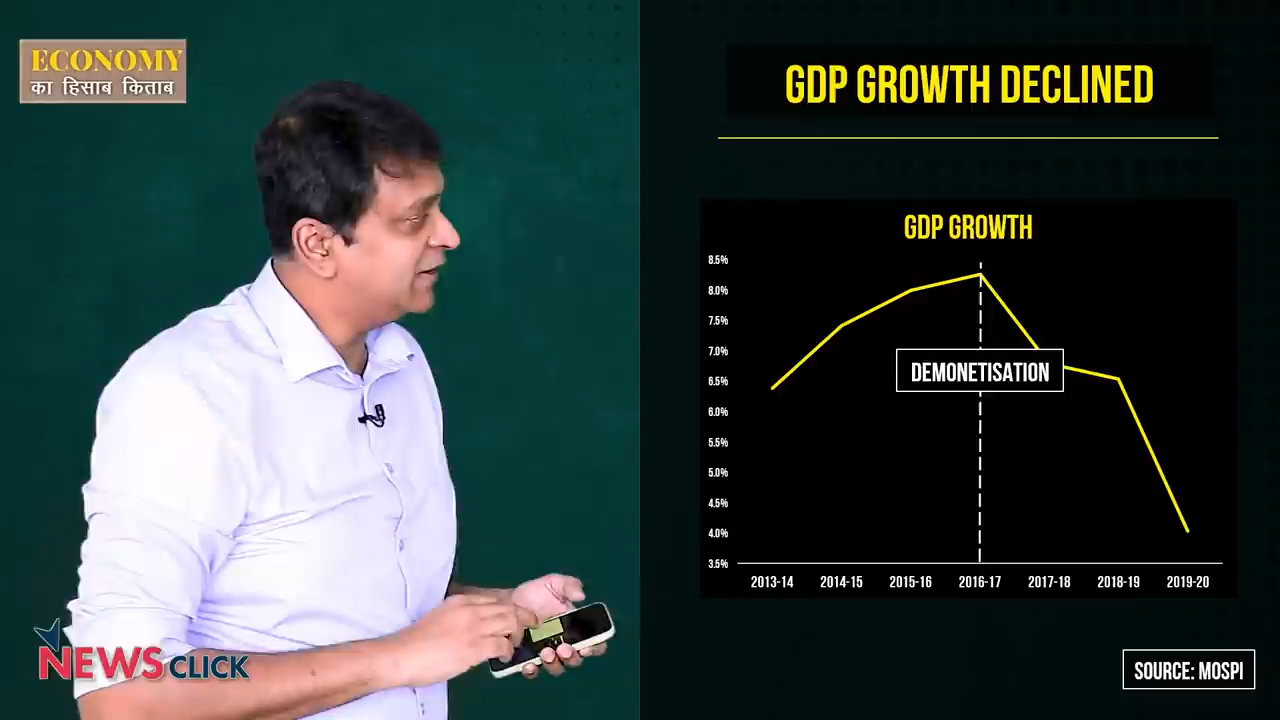 ECONOMY
का हिसाब किताब
GDP GROWTH DECLINED
GDP GROWTH
8.5%
8.0%
7.5%
7.0%
6.5%
6.0%
5.5%
5.0%
4.5%
4.0%
3.5%
DEMONETISATION
2013-14 2014-15 2015-16 2016-17 2017-18 2018-19 2019-20
NEWSCLICK
SOURCE: MOSPI